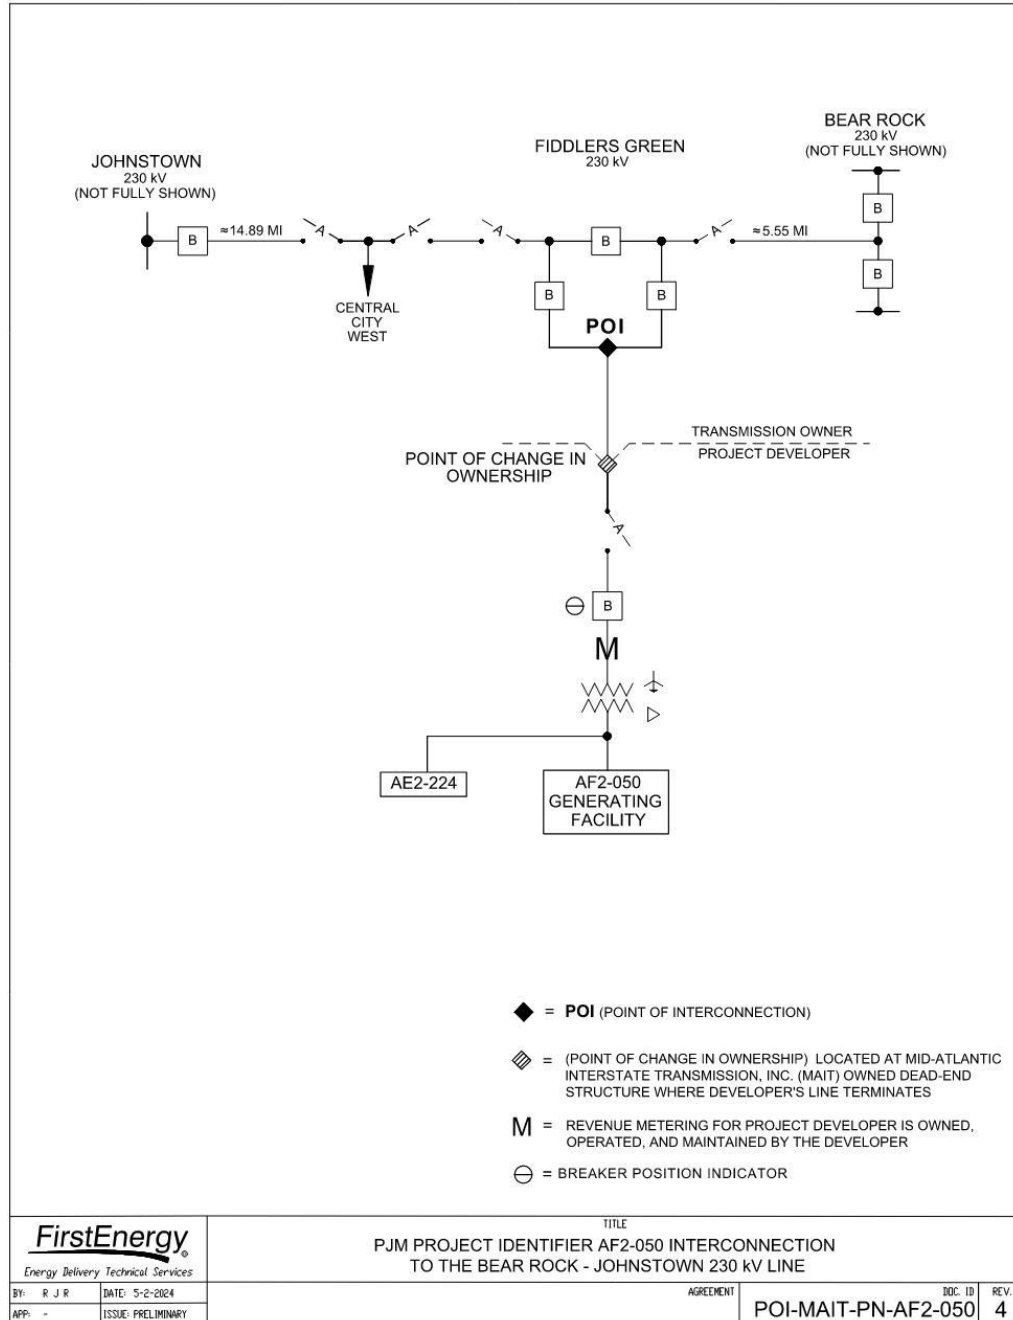 BEAR ROCK
230 kV
(NOT FULLY SHOWN)
FIDDLERS GREEN
230 kV
JOHNSTOWN
230 kV
(NOT FULLY SHOWN)
B
≈14.89 MI
A
A
A
B
A
≈5.55 MI
B
B
B
B
CENTRAL
CITY
WEST
POI
TRANSMISSION OWNER
PROJECT DEVELOPER
POINT OF CHANGE IN
OWNERSHIP
A
B
M
AE2-224
AF2-050
GENERATING
FACILITY
= POI (POINT OF INTERCONNECTION)
= (POINT OF CHANGE IN OWNERSHIP) LOCATED AT MID-ATLANTIC
INTERSTATE TRANSMISSION, INC. (MAIT) OWNED DEAD-END
STRUCTURE WHERE DEVELOPER'S LINE TERMINATES
M = REVENUE METERING FOR PROJECT DEVELOPER IS OWNED,
OPERATED, AND MAINTAINED BY THE DEVELOPER
= BREAKER POSITION INDICATOR
FirstEnergy®
Energy Delivery Technical Services
BY: R J R
DATE: 5-2-2024
APP: -
ISSUE: PRELIMINARY
TITLE
PJM PROJECT IDENTIFIER AF2-050 INTERCONNECTION
TO THE BEAR ROCK - JOHNSTOWN 230 kV LINE
AGREEMENT
DOC. ID
POI-MAIT-PN-AF2-050
REV.
4